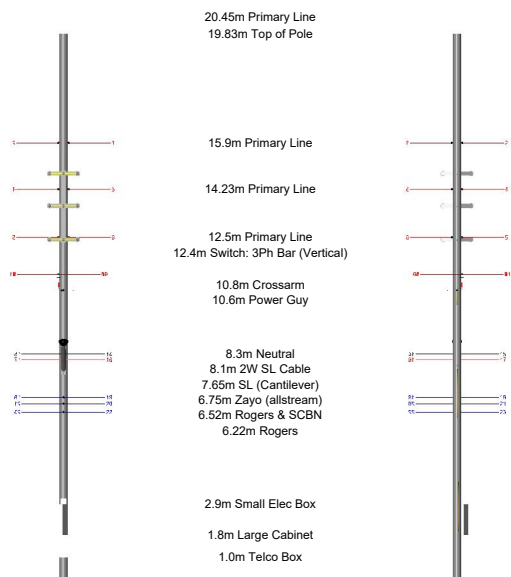 20.45m Primary Line
19.83m Top of Pole
15.9m Primary Line
14.23m Primary Line
12.5m Primary Line
12.4m Switch: 3Ph Bar (Vertical)
10.8m Crossarm
10.6m Power Guy
8.3m Neutral
8.1m 2W SL Cable
7.65m SL (Cantilever)
6.75m Zayo (allstream)
6.52m Rogers & SCBN
6.22m Rogers
2.9m Small Elec Box
1.8m Large Cabinet
1.0m Telco Box